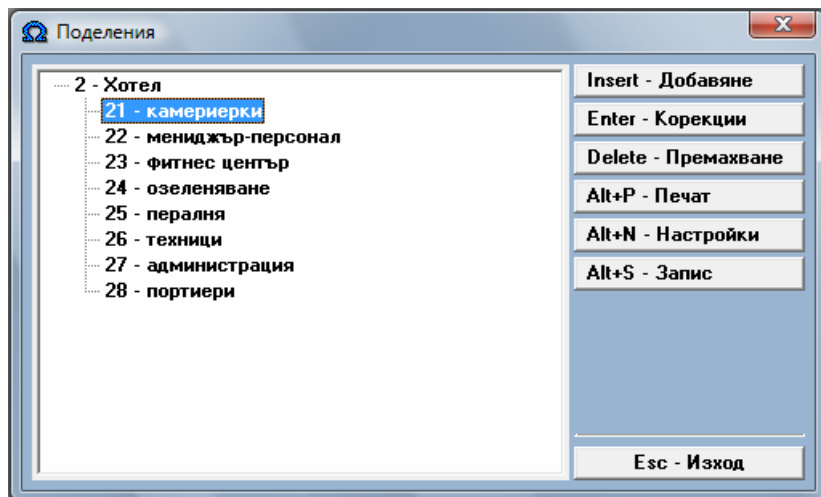 Поделения
2 - Хотел
21 - камериерки
22 - мениджър-персонал
23 - фитнес център
24 - озеленяване
25 - пералня
26 - техници
27 - администрация
28 - портиери
Insert - Добавяне
Enter - Корекции
Delete - Премахване
Alt+P - Печат
Alt+N - Настройки
Alt+S - Запис
Esc - Изход